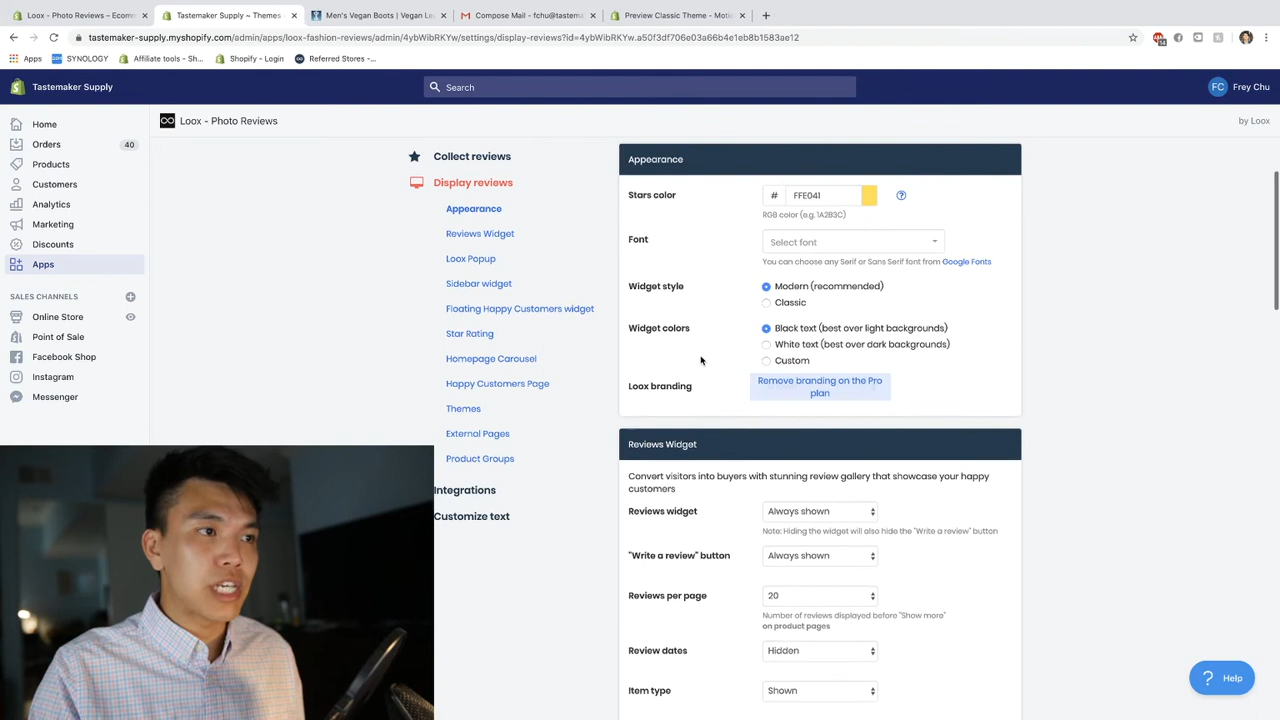 Loox ‑ Photo Reviews – Ecomm
Tastemaker Supply ~ Themes
Men's Vegan Boots | Vegan Le
Compose Mail - fchu@tastema
Preview Classic Theme - Moti
tastemaker-supply.myshopify.com/admin/apps/loox-fashion-reviews/admin/4ybWibRKYw/settings/display-reviews?id=4ybWibRKYw.a50f3df706e03a66b4e1eb8b1583ae12
Apps
SYNOLOGY
Affiliate tools - Sh...
Shopify - Login
Referred Stores -...
Tastemaker Supply
Search
FC
Frey Chu
Loox - Photo Reviews
by Loox
Home
Orders
40
Products
Customers
Analytics
Marketing
Discounts
Apps
SALES CHANNELS
Online Store
Point of Sale
Facebook Shop
Instagram
Messenger
Collect reviews
Display reviews
Appearance
Reviews Widget
Loox Popup
Sidebar widget
Floating Happy Customers widget
Star Rating
Homepage Carousel
Happy Customers Page
Themes
External Pages
Product Groups
Integrations
Customize text
Appearance
Stars color
#
FFE041
RGB color (e.g. 1A2B3C)
Font
Select font
You can choose any Serif or Sans Serif font from Google Fonts
Widget style
Modern (recommended)
Classic
Widget colors
Black text (best over light backgrounds)
White text (best over dark backgrounds)
Custom
Loox branding
Remove branding on the Pro
plan
Reviews Widget
Convert visitors into buyers with stunning review gallery that showcase your happy
customers
Reviews widget
Always shown
Note: Hiding the widget will also hide the "Write a review" button
"Write a review" button
Always shown
Reviews per page
20
Number of reviews displayed before "Show more"
on product pages
Review dates
Hidden
Item type
Shown
Help